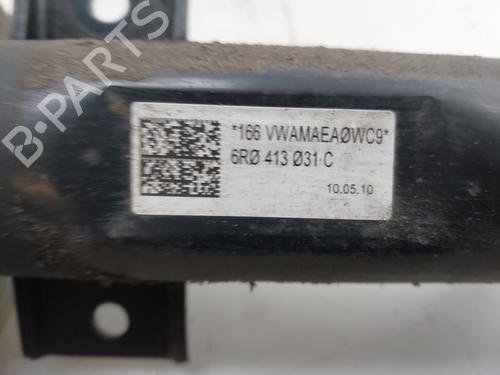 *166 VWAMAEAØWC9*
6RØ 413 Ø31 C
10.05.10
B-PARTS